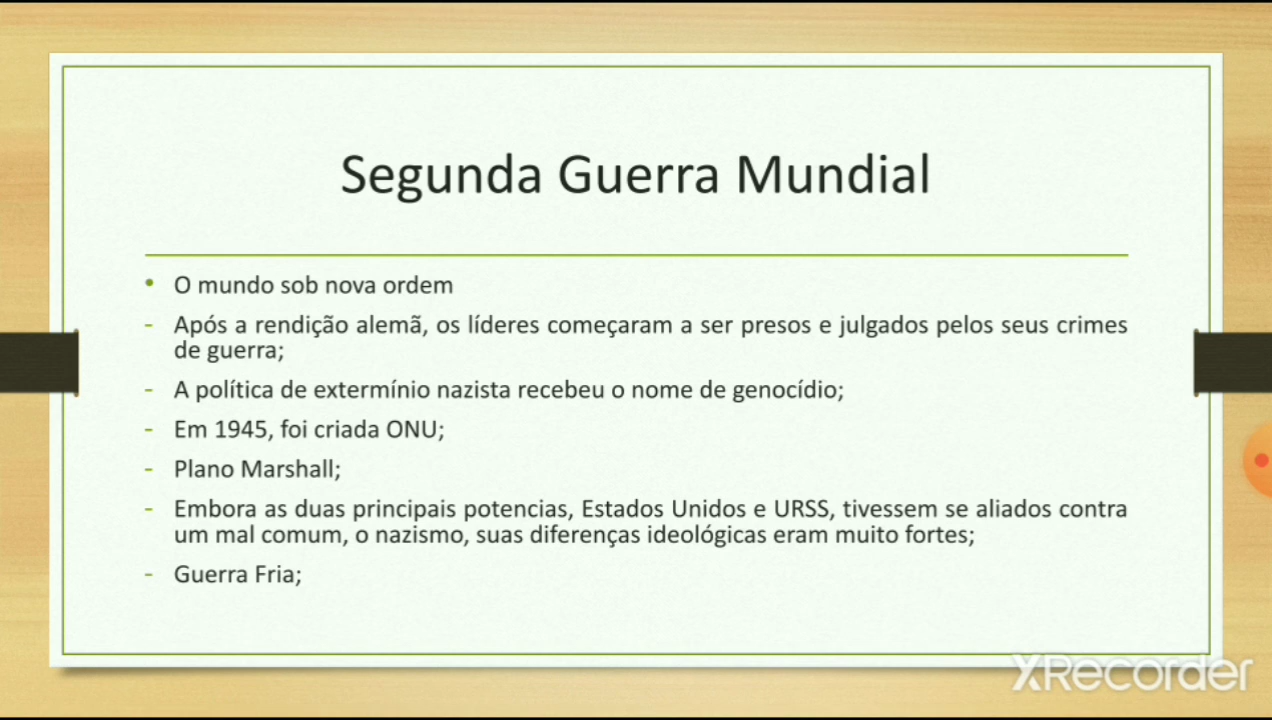 Segunda Guerra Mundial
• O mundo sob nova ordem
- Após a rendição alemã, os líderes começaram a ser presos e julgados pelos seus crimes
de guerra;
- A política de extermínio nazista recebeu o nome de genocídio;
- Em 1945, foi criada ONU;
- Plano Marshall;
- Embora as duas principais potencias, Estados Unidos e URSS, tivessem se aliados contra
um mal comum, o nazismo, suas diferenças ideológicas eram muito fortes;
- Guerra Fria;
XRecorder